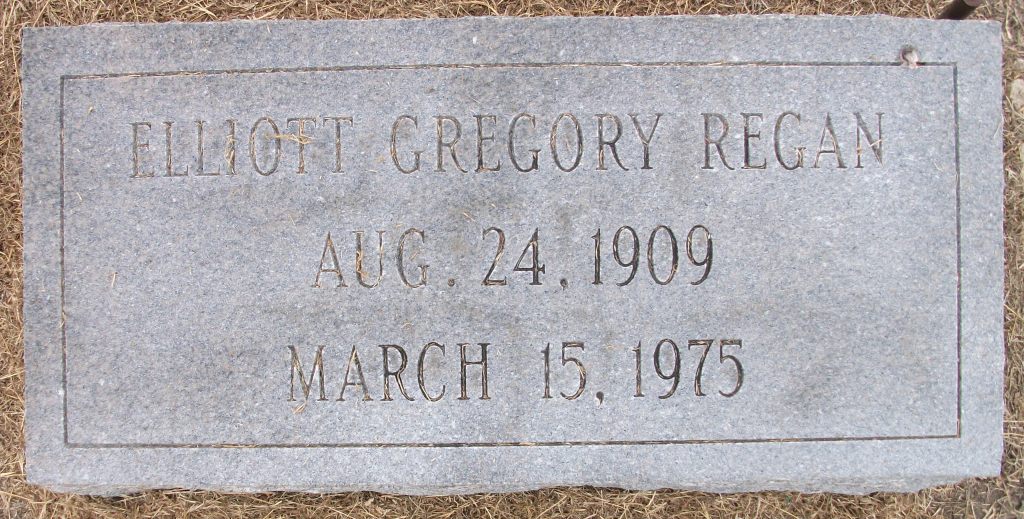 ELLIOTT GREGORY REGAN
AUG. 24, 1909
MARCH 15, 1975